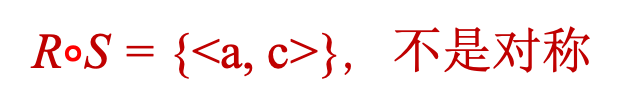 R∘S = {<a, c>}，不是对称